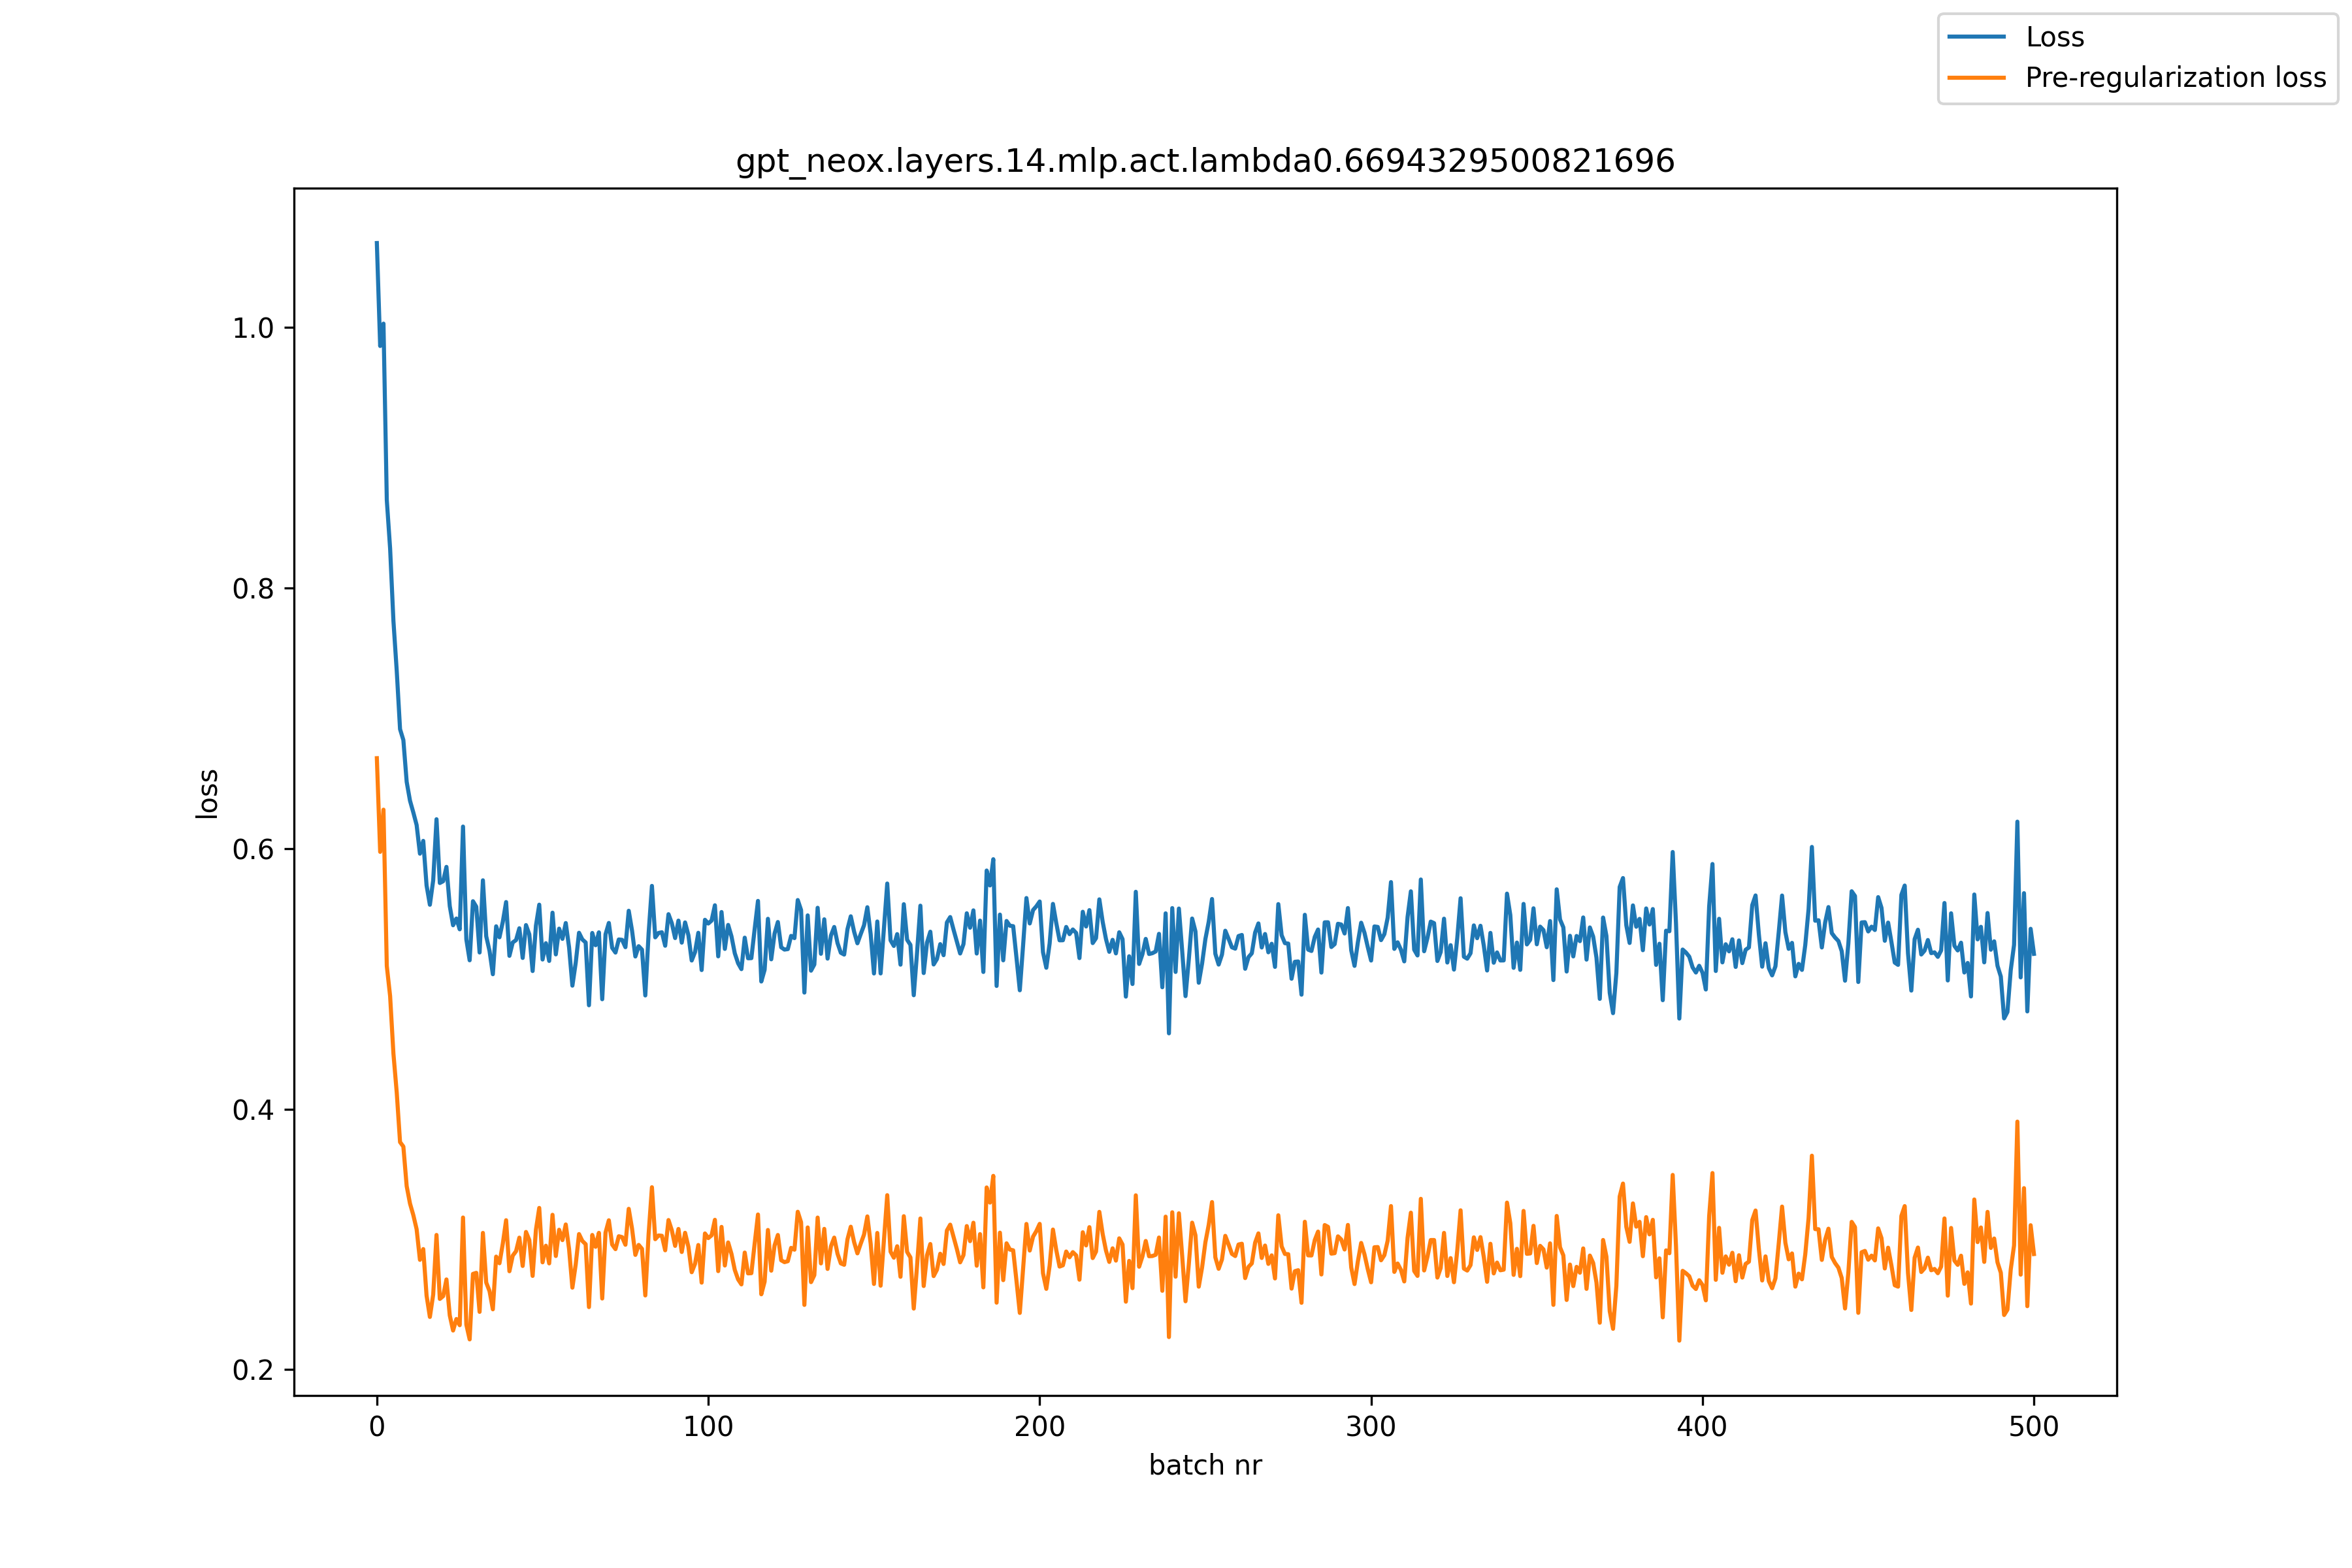 Loss
Pre-regularization loss
gpt_neox.layers.14.mlp.act.lambda0.6694329500821696
1.0
0.8
0.6
0.4
0.2
loss
0 100 200 300 400 500
batch nr